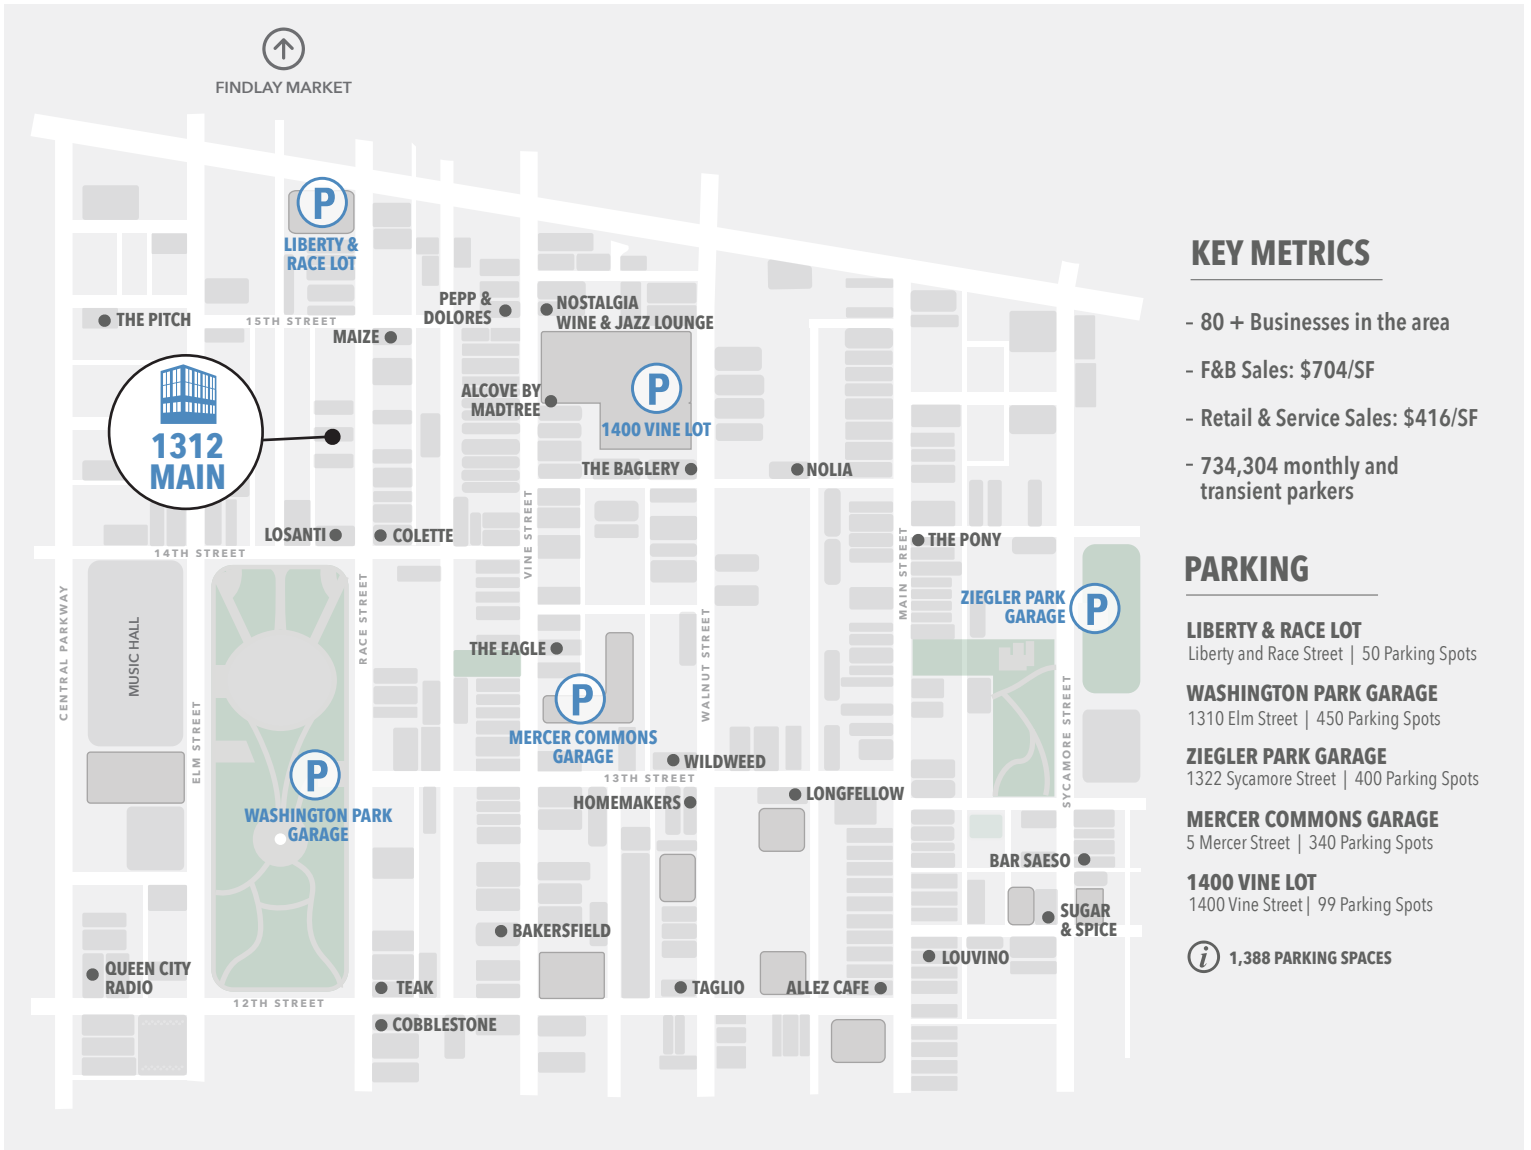 FINDLAY MARKET
P
LIBERTY &
RACE LOT
THE PITCH
15TH STREET
MAIZE
PEPP &
DOLORES
NOSTALGIA
WINE & JAZZ LOUNGE
ALCOVE BY
MADTREE
P
1400 VINE LOT
1312
MAIN
THE BAGLERY
NOLIA
LOSANTI
COLETTE
VINE STREET
14TH STREET
MAIN STREET
THE PONY
ZIEGLER PARK
GARAGE
P
CENTRAL PARKWAY
MUSIC HALL
RACE STREET
THE EAGLE
WALNUT STREET
P
MERCER COMMONS
GARAGE
ELM STREET
SYCAMORE STREET
WILDWEED
13TH STREET
P
WASHINGTON PARK
GARAGE
HOMEMAKERS
LONGFELLOW
BAR SAESO
SUGAR
& SPICE
BAKERSFIELD
LOUVINO
QUEEN CITY
RADIO
TEAK
TAGLIO
ALLEZ CAFE
12TH STREET
COBBLESTONE
KEY METRICS
- 80 + Businesses in the area
- F&B Sales: $704/SF
- Retail & Service Sales: $416/SF
- 734,304 monthly and
transient parkers
PARKING
LIBERTY & RACE LOT
Liberty and Race Street | 50 Parking Spots
WASHINGTON PARK GARAGE
1310 Elm Street | 450 Parking Spots
ZIEGLER PARK GARAGE
1322 Sycamore Street | 400 Parking Spots
MERCER COMMONS GARAGE
5 Mercer Street | 340 Parking Spots
1400 VINE LOT
1400 Vine Street | 99 Parking Spots
i 1,388 PARKING SPACES